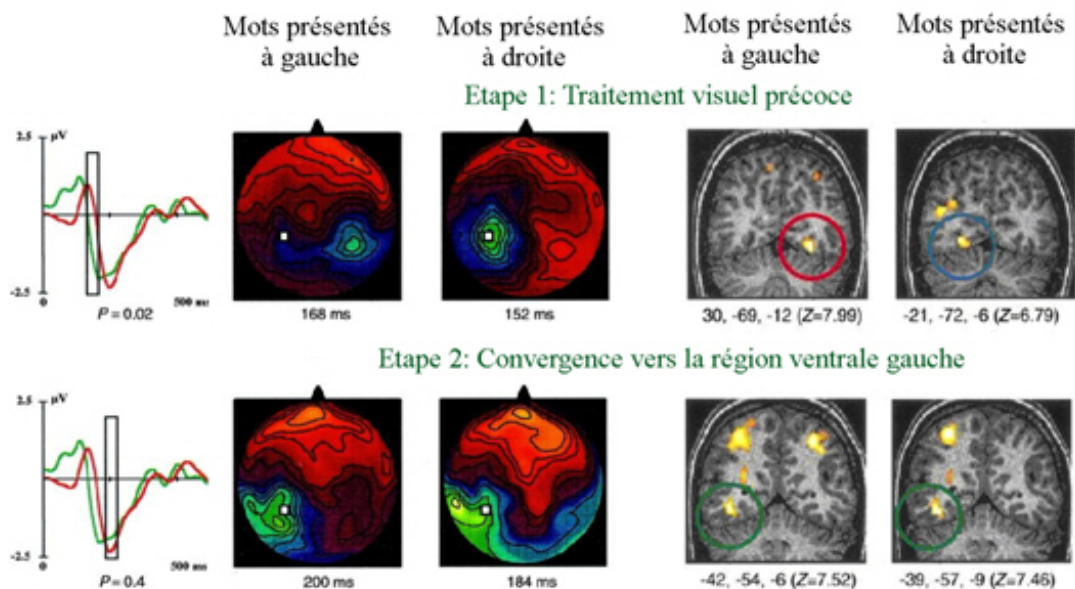 Mots présentés
à gauche
Mots présentés
à droite
Mots présentés
à gauche
Mots présentés
à droite
Etape 1: Traitement visuel précoce
2.5
µV
-2.5
0
500 ms
P = 0.02
168 ms
152 ms
30, -69, -12 (Z=7.99)
-21, -72, -6 (Z=6.79)
Etape 2: Convergence vers la région ventrale gauche
2.5
µV
-2.5
0
500 ms
P = 0.4
200 ms
184 ms
-42, -54, -6 (Z=7.52)
-39, -57, -9 (Z=7.46)